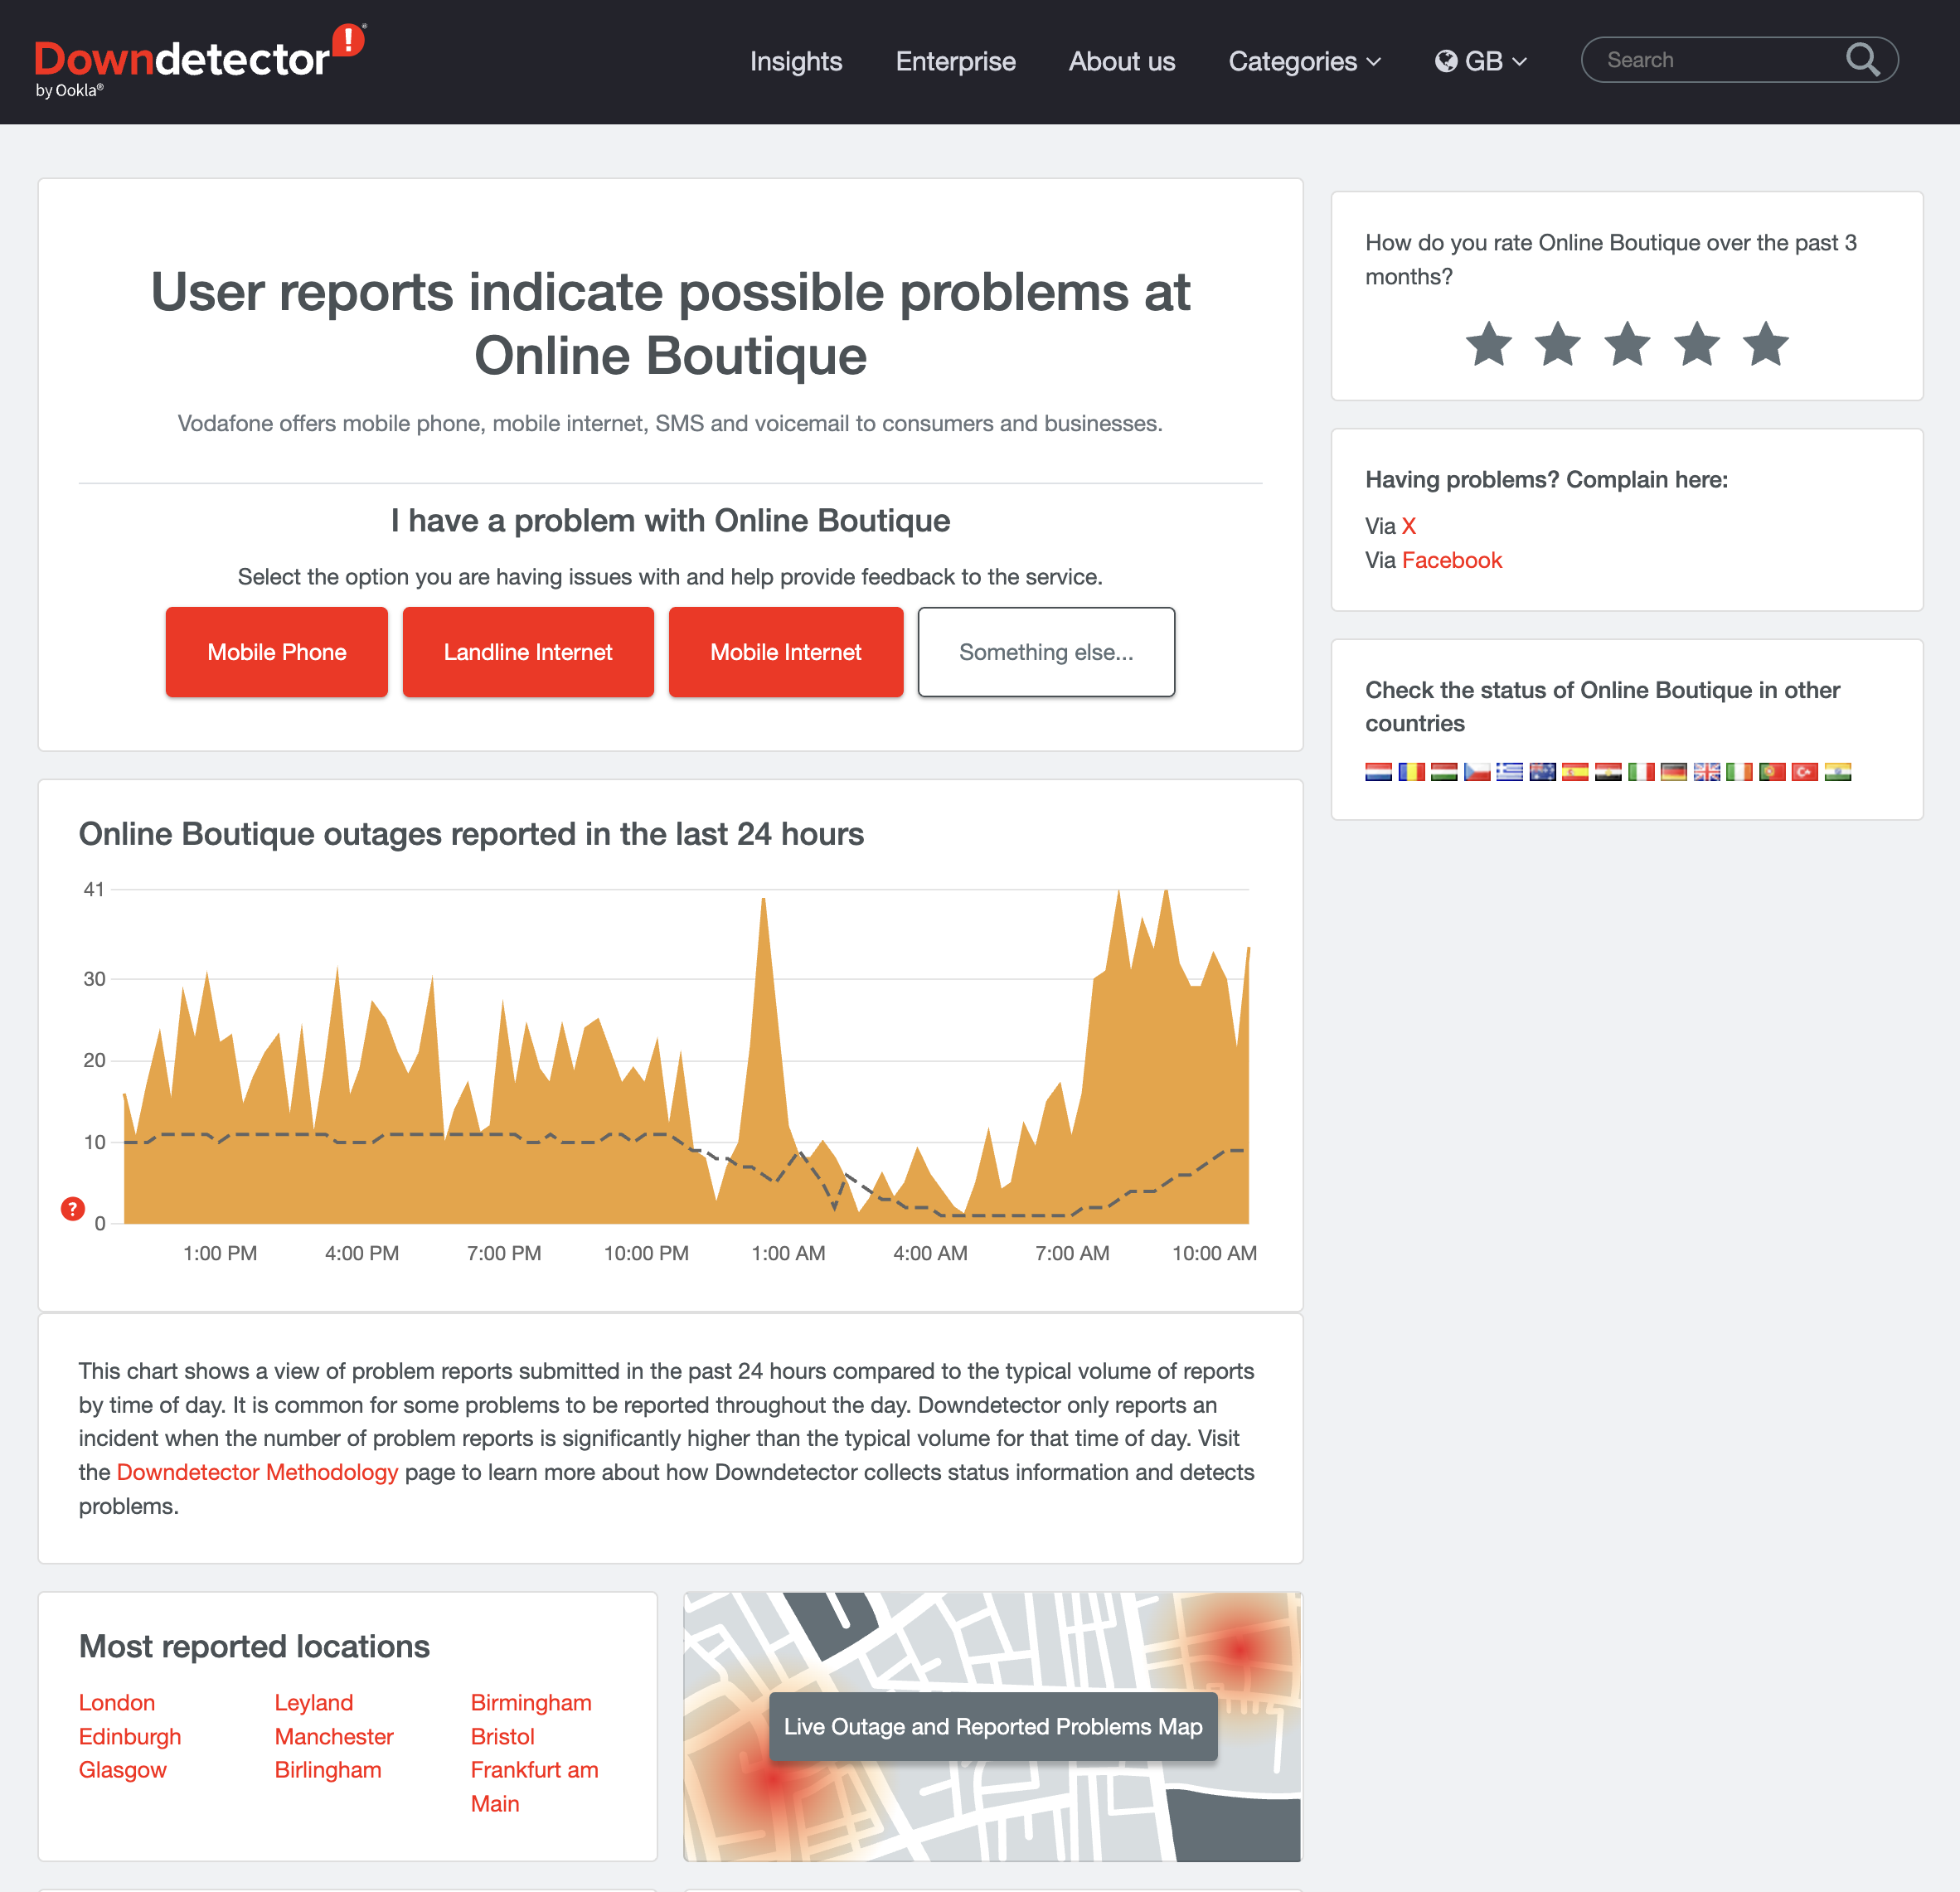 Downdetector
by Ookla®
Insights
Enterprise
About us
Categories
GB
Search
User reports indicate possible problems at
Online Boutique
Vodafone offers mobile phone, mobile internet, SMS and voicemail to consumers and businesses.
I have a problem with Online Boutique
Select the option you are having issues with and help provide feedback to the service.
Mobile Phone
Landline Internet
Mobile Internet
Something else...
How do you rate Online Boutique over the past 3
months?
Having problems? Complain here:
Via X
Via Facebook
Check the status of Online Boutique in other
countries
Online Boutique outages reported in the last 24 hours
41
30
20
10
0
?
1:00 PM
4:00 PM
7:00 PM
10:00 PM
1:00 AM
4:00 AM
7:00 AM
10:00 AM
This chart shows a view of problem reports submitted in the past 24 hours compared to the typical volume of reports
by time of day. It is common for some problems to be reported throughout the day. Downdetector only reports an
incident when the number of problem reports is significantly higher than the typical volume for that time of day. Visit
the Downdetector Methodology page to learn more about how Downdetector collects status information and detects
problems.
Most reported locations
London
Edinburgh
Glasgow
Leyland
Manchester
Birlingham
Birmingham
Bristol
Frankfurt am
Main
Live Outage and Reported Problems Map